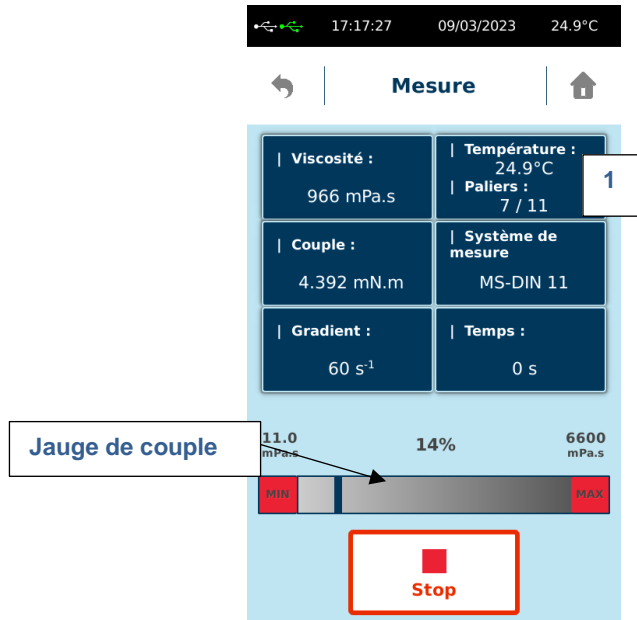 17:17:27 09/03/2023 24.9°C
Mesure
| Viscosité :
966 mPa.s
| Température :
24.9°C
| Paliers :
7 / 11
1
| Couple :
4.392 mN.m
| Système de
mesure
MS-DIN 11
| Gradient :
60 s⁻¹
| Temps :
0 s
Jauge de couple
11.0
mPa.s
14%
6600
mPa.s
MIN
MAX
Stop